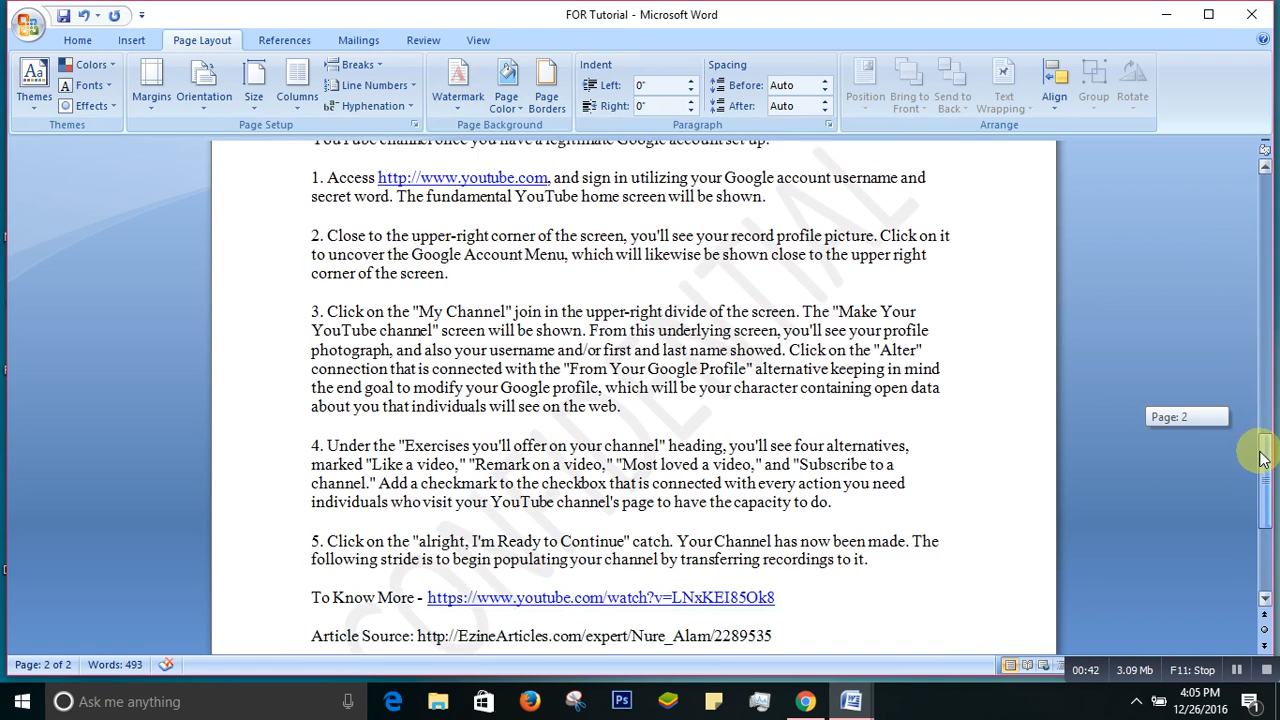 FOR Tutorial - Microsoft Word
Home Insert Page Layout References Mailings Review View
Themes
Colors
Fonts
Effects
Themes
Margins Orientation Size Columns
Breaks
Line Numbers
Hyphenation
Page Setup
Watermark Page Color Page Borders
Page Background
Indent
Left: 0"
Right: 0"
Spacing
Before: Auto
After: Auto
Paragraph
Position Bring to Front Send to Back Text Wrapping Align Group Rotate
Arrange
YouTube channel once you have a legitimate Google account set up.
1. Access http://www.youtube.com, and sign in utilizing your Google account username and
secret word. The fundamental YouTube home screen will be shown.
2. Close to the upper-right corner of the screen, you'll see your record profile picture. Click on it
to uncover the Google Account Menu, which will likewise be shown close to the upper right
corner of the screen.
3. Click on the "My Channel" join in the upper-right divide of the screen. The "Make Your
YouTube channel" screen will be shown. From this underlying screen, you'll see your profile
photograph, and also your username and/or first and last name showed. Click on the "Alter"
connection that is connected with the "From Your Google Profile" alternative keeping in mind
the end goal to modify your Google profile, which will be your character containing open data
about you that individuals will see on the web.
4. Under the "Exercises you'll offer on your channel" heading, you'll see four alternatives,
marked "Like a video," "Remark on a video," "Most loved a video," and "Subscribe to a
channel." Add a checkmark to the checkbox that is connected with every action you need
individuals who visit your YouTube channel's page to have the capacity to do.
5. Click on the "alright, I'm Ready to Continue" catch. Your Channel has now been made. The
following stride is to begin populating your channel by transferring recordings to it.
To Know More - https://www.youtube.com/watch?v=LNxKEI85Ok8
Article Source: http://EzineArticles.com/expert/Nure_Alam/2289535
CONFIDENTIAL
Page: 2
Page: 2 of 2 Words: 493
00:42 3.09 Mb F11: Stop
Ask me anything
Ps
4:05 PM
12/26/2016